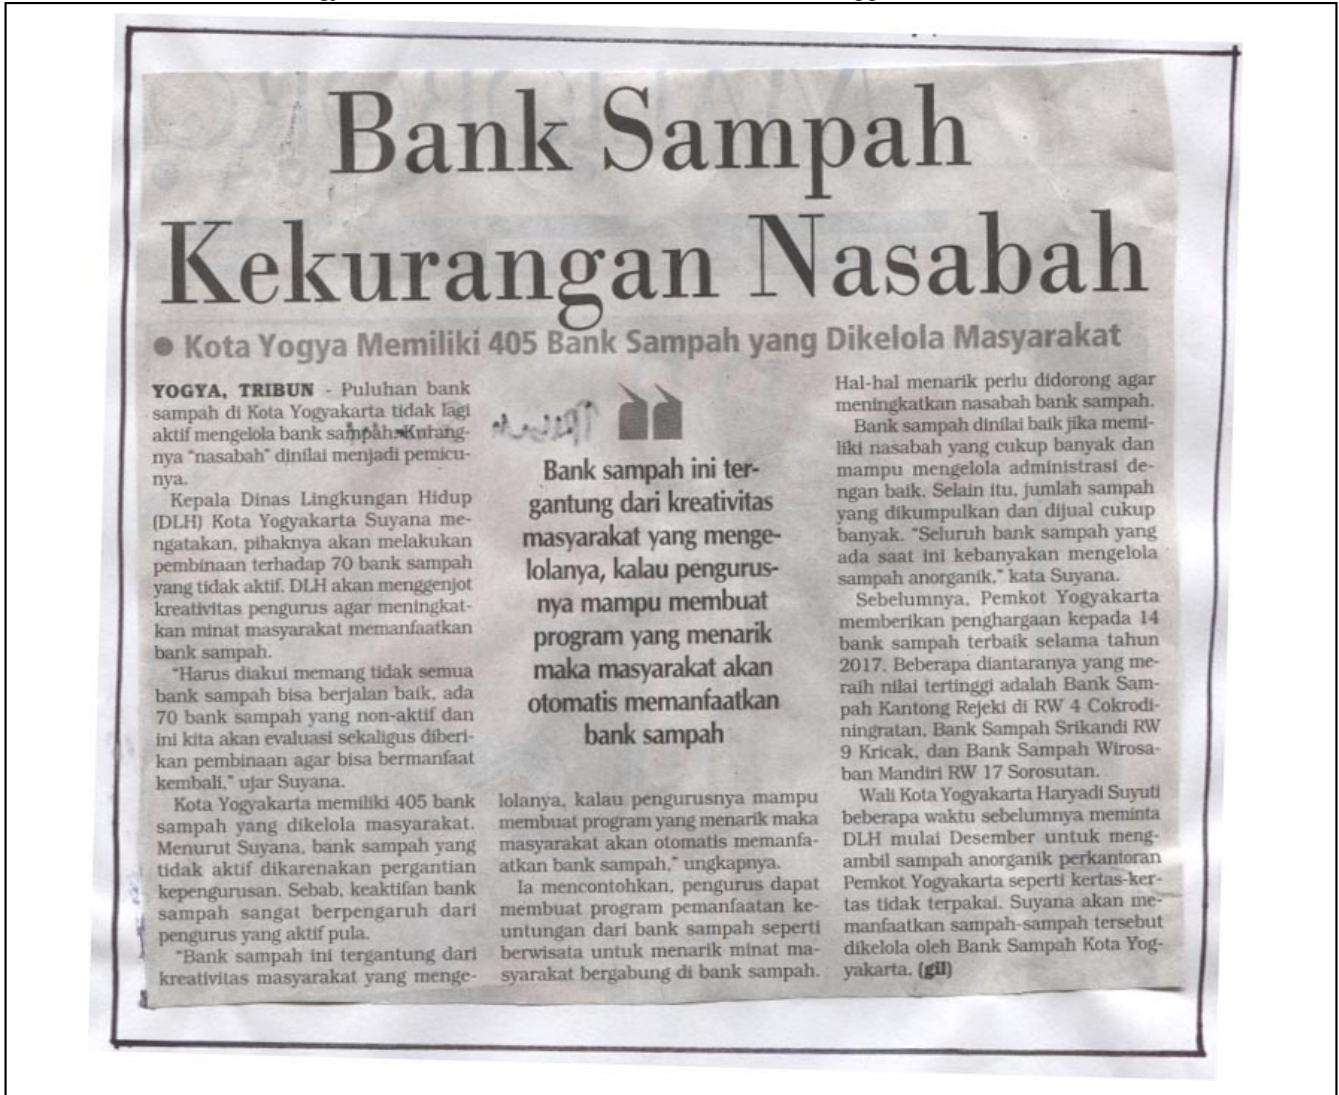 Bank Sampah
Kekurangan Nasabah
● Kota Yogya Memiliki 405 Bank Sampah yang Dikelola Masyarakat
YOGYA, TRIBUN - Puluhan bank
sampah di Kota Yogyakarta tidak lagi
aktif mengelola bank sampah. Kurang-
nya "nasabah" dinilai menjadi pemicu-
nya.
Kepala Dinas Lingkungan Hidup
(DLH) Kota Yogyakarta Suyana me-
ngatakan, pihaknya akan melakukan
pembinaan terhadap 70 bank sampah
yang tidak aktif. DLH akan menggenjot
kreativitas pengurus agar meningkat-
kan minat masyarakat memanfaatkan
bank sampah.
"Harus diakui memang tidak semua
bank sampah bisa berjalan baik, ada
70 bank sampah yang non-aktif dan
ini kita akan evaluasi sekaligus diberi-
kan pembinaan agar bisa bermanfaat
kembali," ujar Suyana.
Kota Yogyakarta memiliki 405 bank
sampah yang dikelola masyarakat.
Menurut Suyana, bank sampah yang
tidak aktif dikarenakan pergantian
kepengurusan. Sebab, keaktifan bank
sampah sangat berpengaruh dari
pengurus yang aktif pula.
"Bank sampah ini tergantung dari
kreativitas masyarakat yang menge-
Bank sampah ini ter-
gantung dari kreativitas
masyarakat yang menge-
lolanya, kalau pengurus-
nya mampu membuat
program yang menarik
maka masyarakat akan
otomatis memanfaatkan
bank sampah
lolanya, kalau pengurusnya mampu
membuat program yang menarik maka
masyarakat akan otomatis memanfa-
atkan bank sampah," ungkapnya.
Ia mencontohkan, pengurus dapat
membuat program pemanfaatan ke-
untungan dari bank sampah seperti
berwisata untuk menarik minat ma-
syarakat bergabung di bank sampah.
Hal-hal menarik perlu didorong agar
meningkatkan nasabah bank sampah.
Bank sampah dinilai baik jika memi-
liki nasabah yang cukup banyak dan
mampu mengelola administrasi de-
ngan baik. Selain itu, jumlah sampah
yang dikumpulkan dan dijual cukup
banyak. "Seluruh bank sampah yang
ada saat ini kebanyakan mengelola
sampah anorganik," kata Suyana.
Sebelumnya, Pemkot Yogyakarta
memberikan penghargaan kepada 14
bank sampah terbaik selama tahun
2017. Beberapa diantaranya yang me-
raih nilai tertinggi adalah Bank Sam-
pah Kantong Rejeki di RW 4 Cokrodi-
ningratan, Bank Sampah Srikandi RW
9 Kricak, dan Bank Sampah Wirosa-
ban Mandiri RW 17 Sorosutan.
Wali Kota Yogyakarta Haryadi Suyuti
beberapa waktu sebelumnya meminta
DLH mulai Desember untuk meng-
ambil sampah anorganik perkantoran
Pemkot Yogyakarta seperti kertas-ker-
tas tidak terpakai. Suyana akan me-
manfaatkan sampah-sampah tersebut
dikelola oleh Bank Sampah Kota Yog-
yakarta. (gil)